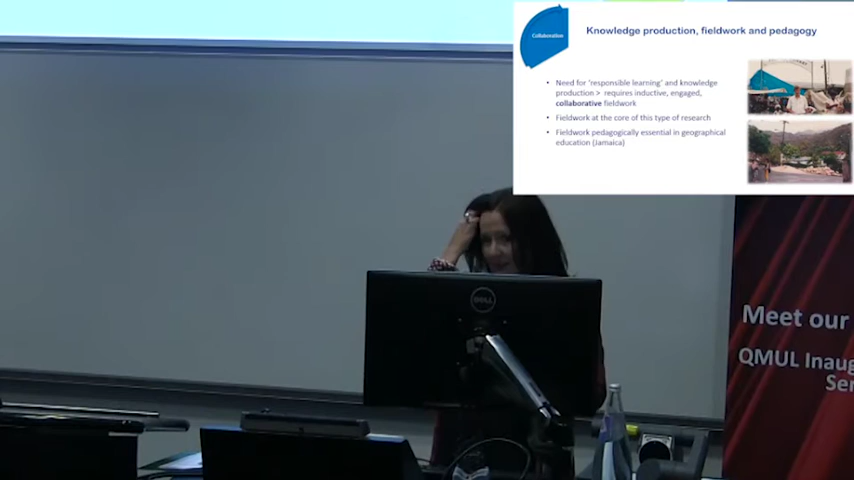 Collaboration
Knowledge production, fieldwork and pedagogy
• Need for 'responsible learning' and knowledge
production > requires inductive, engaged,
collaborative fieldwork
• Fieldwork at the core of this type of research
• Fieldwork pedagogically essential in geographical
education (Jamaica)
DELL
Meet our
QMUL Inaug
Ser